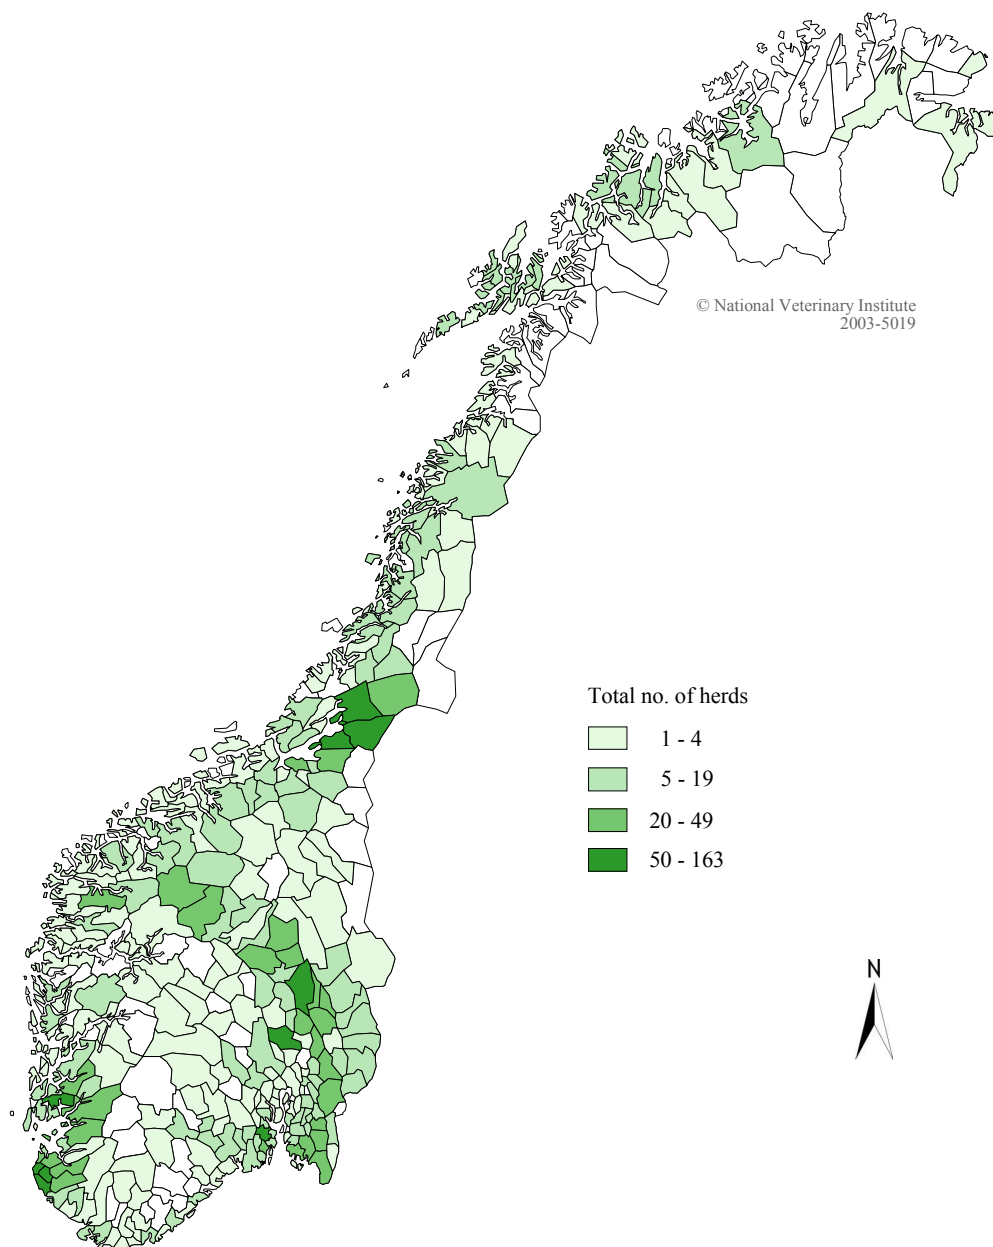 © National Veterinary Institute
2003-5019
Total no. of herds
1 - 4
5 - 19
20 - 49
50 - 163
N